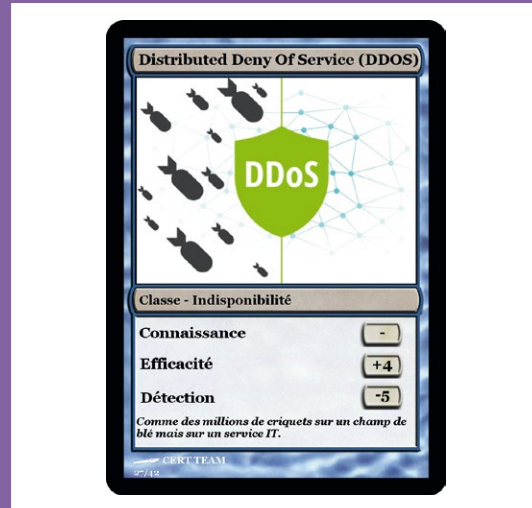 Distributed Deny Of Service (DDOS)
DDoS
Classe - Indisponibilité
Connaissance -
Efficacité +4
Détection -5
Comme des millions de criquets sur un champ de
blé mais sur un service IT.
CERT TEAM
27/42